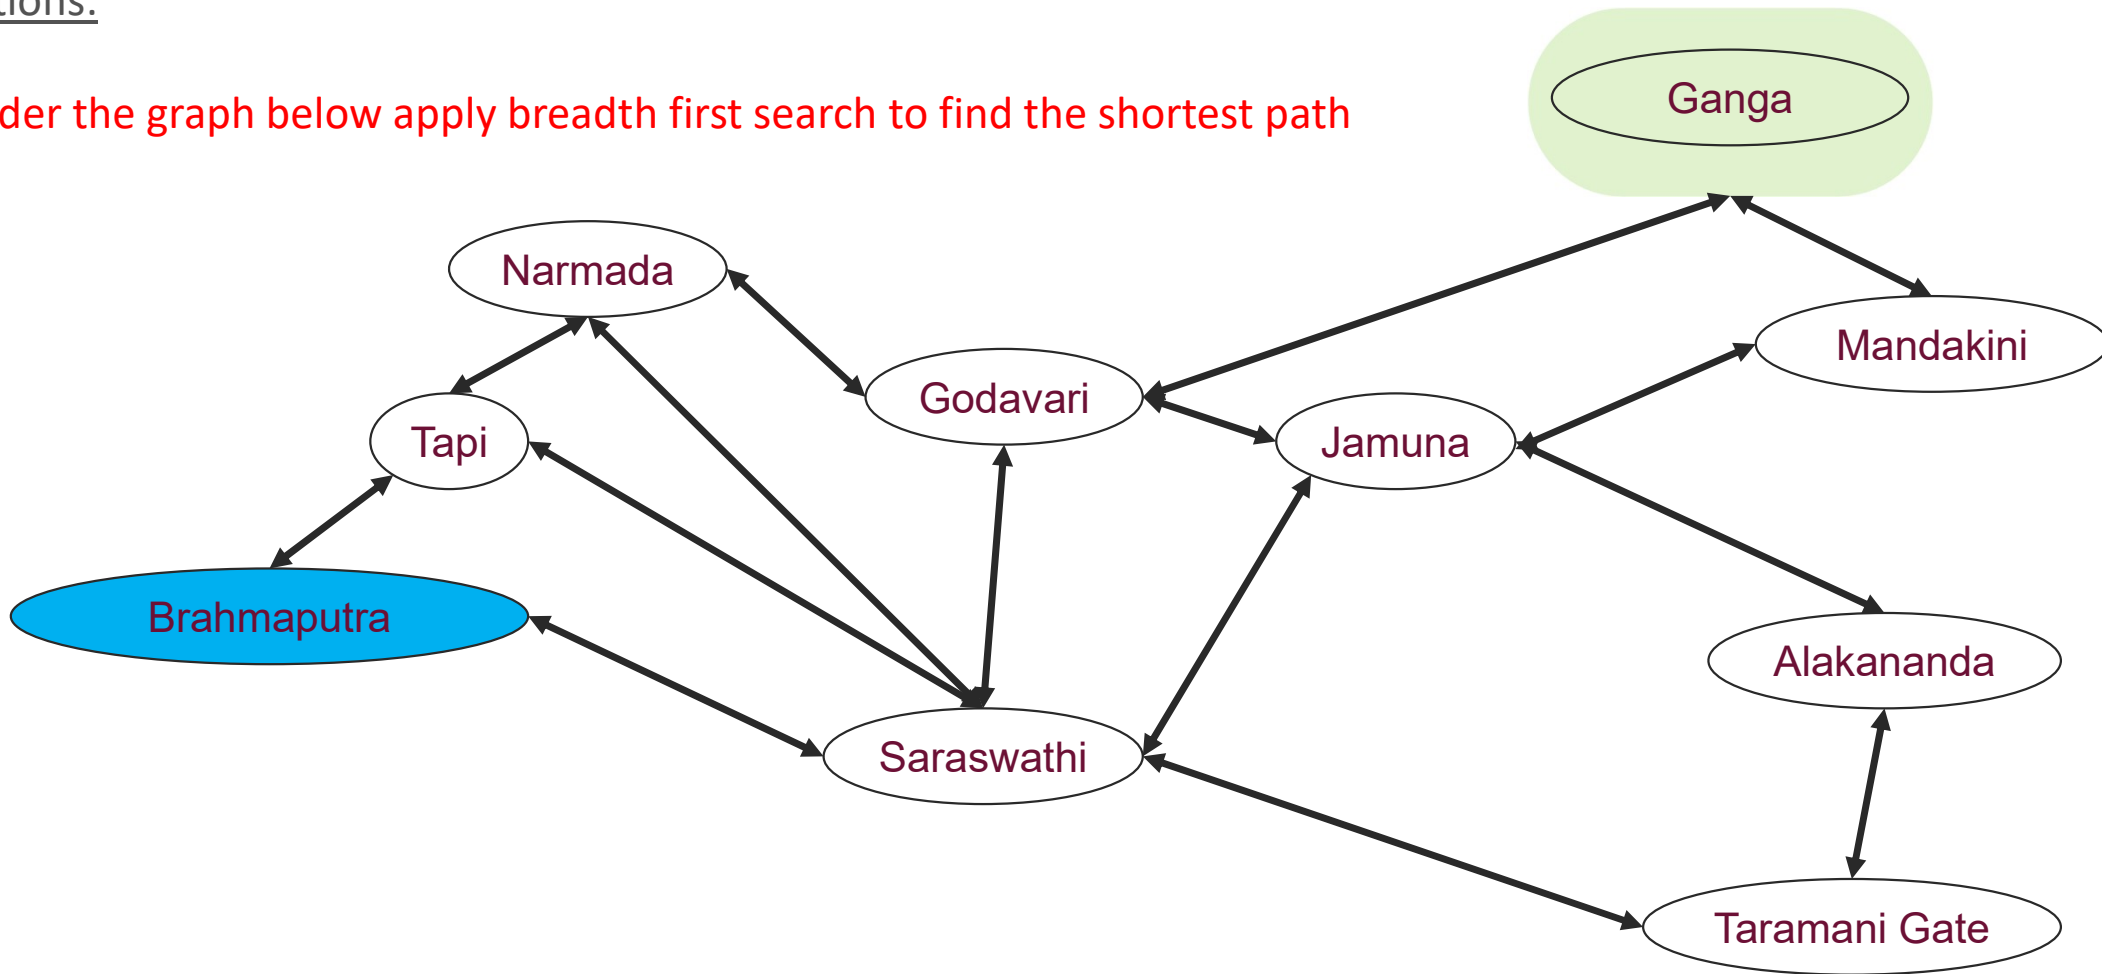 tions:
Ganga
der the graph below apply breadth first search to find the shortest path
Narmada
Mandakini
Godavari
Tapi
Jamuna
Brahmaputra
Alakananda
Saraswathi
Taramani Gate